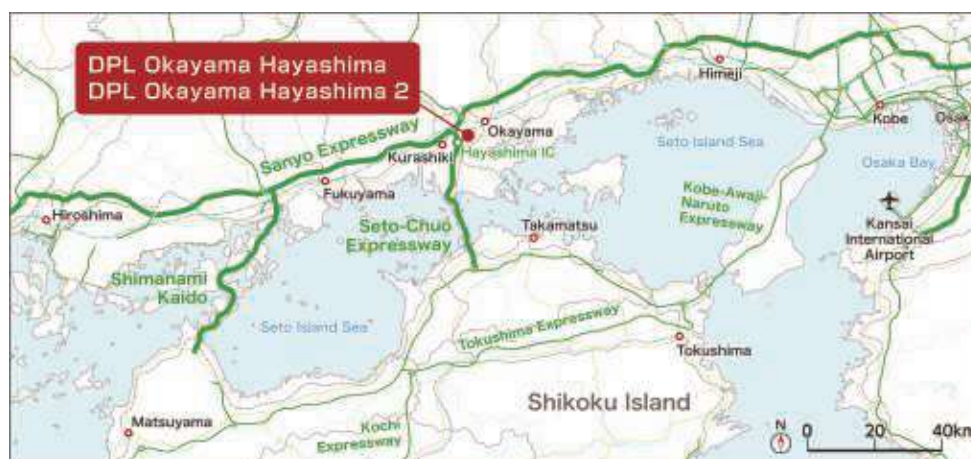 DPL Okayama Hayashima
DPL Okayama Hayashima 2
Himeji
Kobe
Osak
Okayama
Sanyo Expressway
Kurashiki
Hayashima IC
Seto Island Sea
Osaka Bay
Fukuyama
Hiroshima
Kobe-Awaji-
Naruto
Expressway
Seto-Chuo
Expressway
Takamatsu
Kansai
International
Airport
Shimanami
Kaido
Seto Island Sea
Tokushima Expressway
Tokushima
Shikoku Island
Matsuyama
Kochi
Expressway
N
0 20 40km